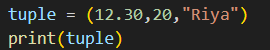 tuple = (12.30,20,"Riya")
print(tuple)